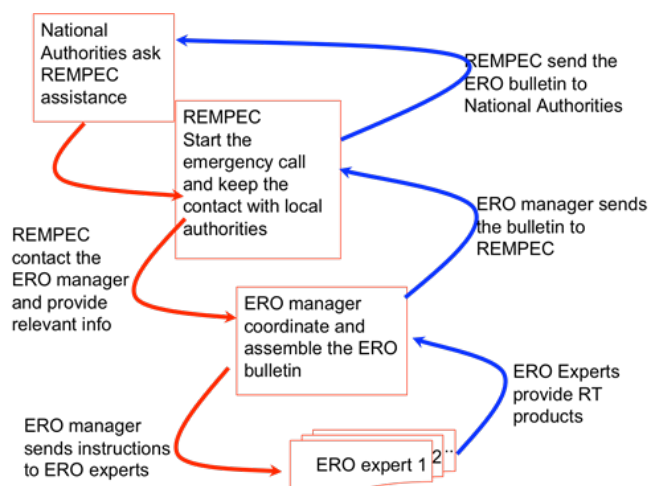 National
Authorities ask
REMPEC
assistance
REMPEC send the
ERO bulletin to
National Authorities
REMPEC
Start the
emergency call
and keep the
contact with local
authorities
ERO manager sends
the bulletin to
REMPEC
REMPEC
contact the
ERO manager
and provide
relevant info
ERO manager
coordinate and
assemble the ERO
bulletin
ERO Experts
provide RT
products
ERO manager
sends instructions
to ERO experts
ERO expert 1
2
...